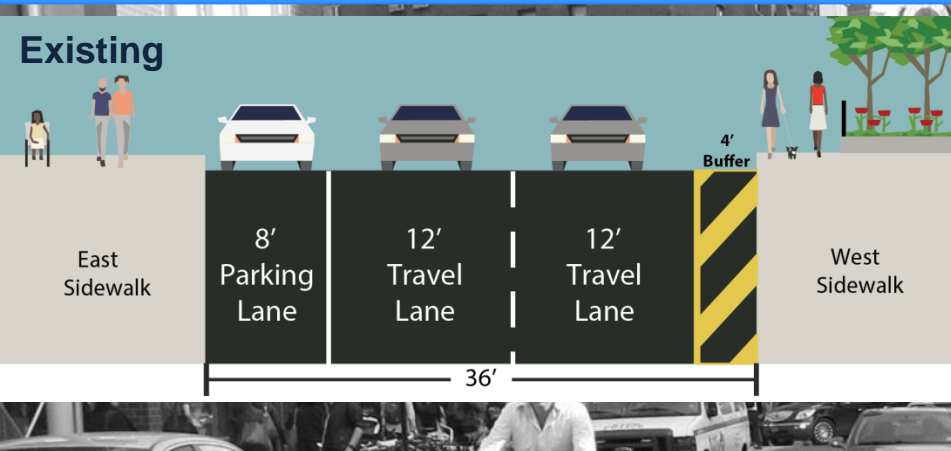 Existing
4’
Buffer
8’
Parking
Lane
12’
Travel
Lane
12’
Travel
Lane
East
Sidewalk
West
Sidewalk
36’